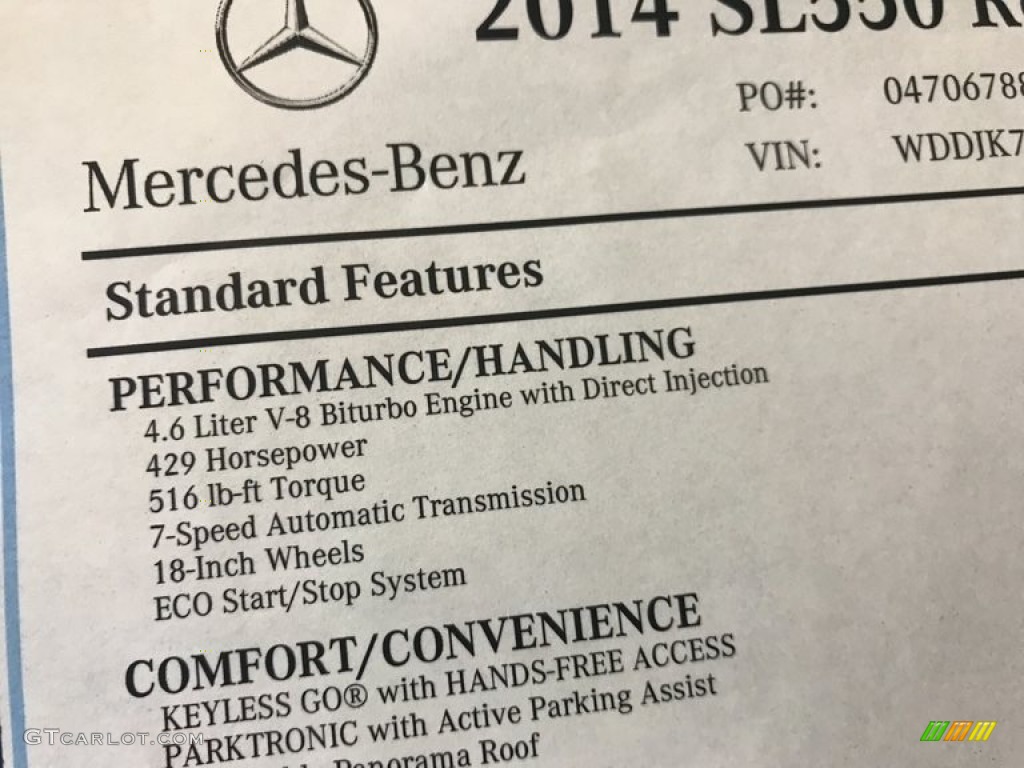 2014 SL550
PO#: 04706788
VIN: WDDJK7
Mercedes-Benz
Standard Features
PERFORMANCE/HANDLING
4.6 Liter V-8 Biturbo Engine with Direct Injection
429 Horsepower
516 lb-ft Torque
7-Speed Automatic Transmission
18-Inch Wheels
ECO Start/Stop System
COMFORT/CONVENIENCE
KEYLESS GO® with HANDS-FREE ACCESS
PARKTRONIC with Active Parking Assist
Panorama Roof
GTcarlot.com